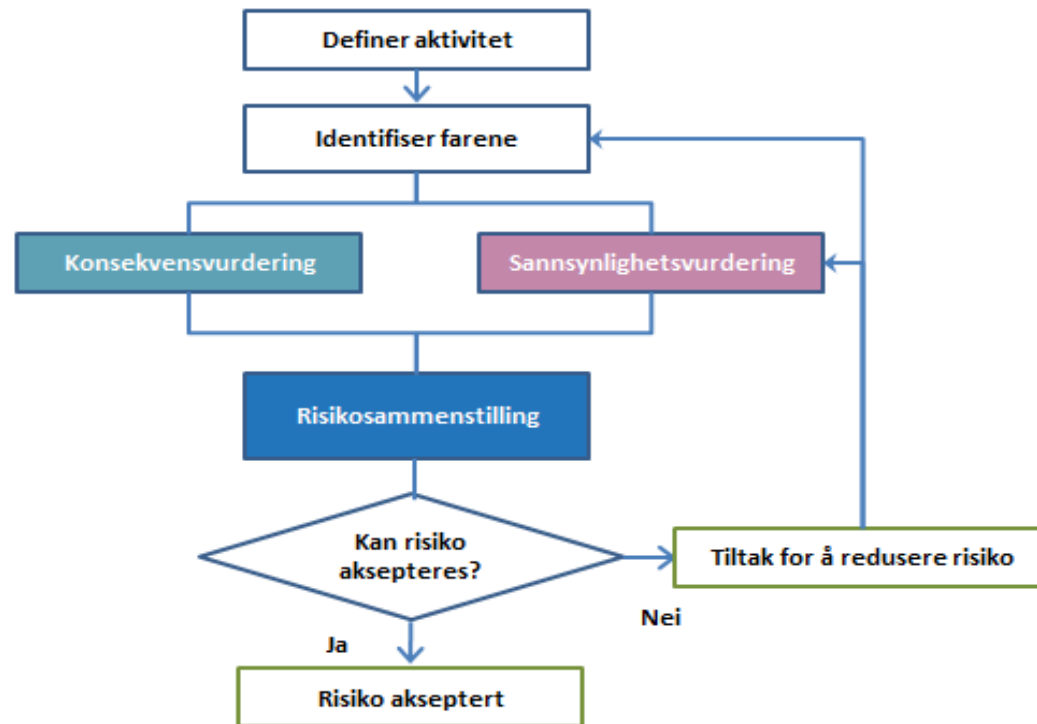 Definer aktivitet
Identifiser farene
Konsekvensvurdering
Sannsynlighetsvurdering
Risikosammenstilling
Kan risiko
aksepteres?
Tiltak for å redusere risiko
Nei
Ja
Risiko akseptert